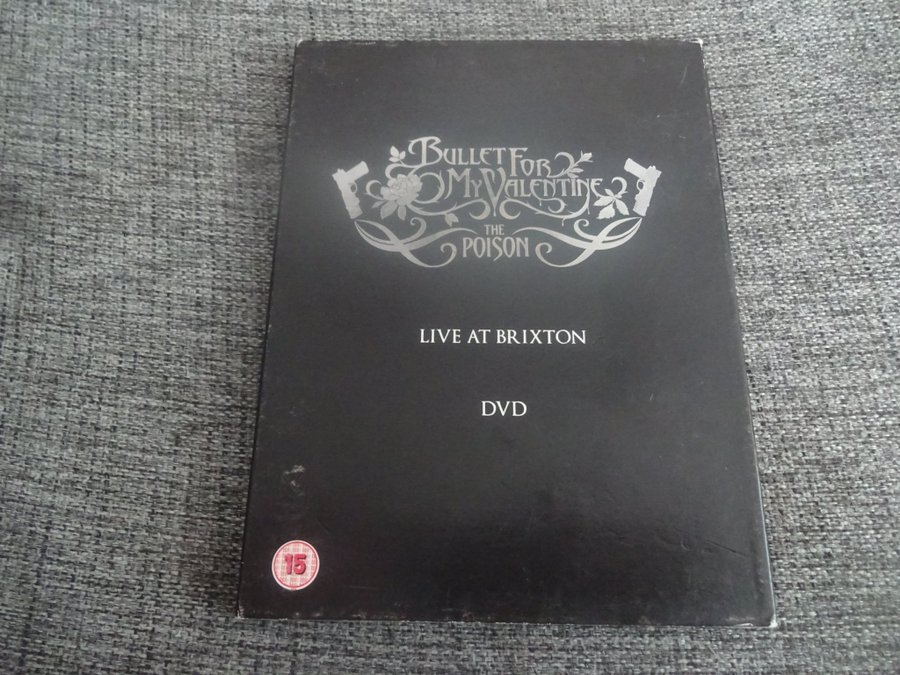 Bullet For
My Valentine
THE
POISON
LIVE AT BRIXTON
DVD
15